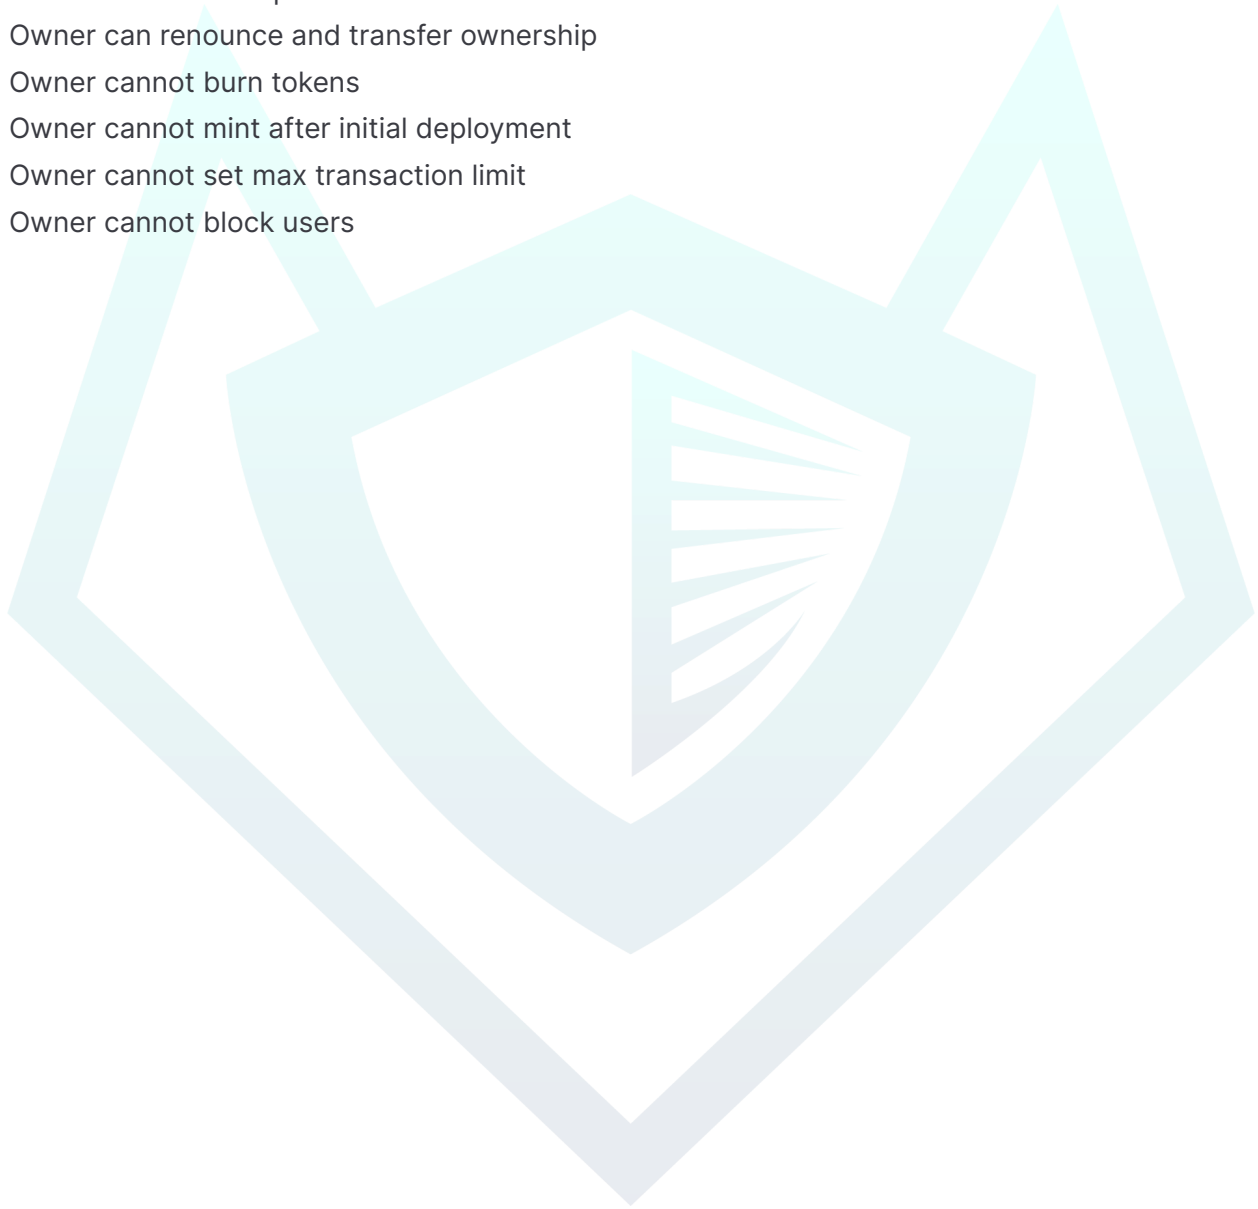 Owner can renounce and transfer ownership
Owner cannot burn tokens
Owner cannot mint after initial deployment
Owner cannot set max transaction limit
Owner cannot block users